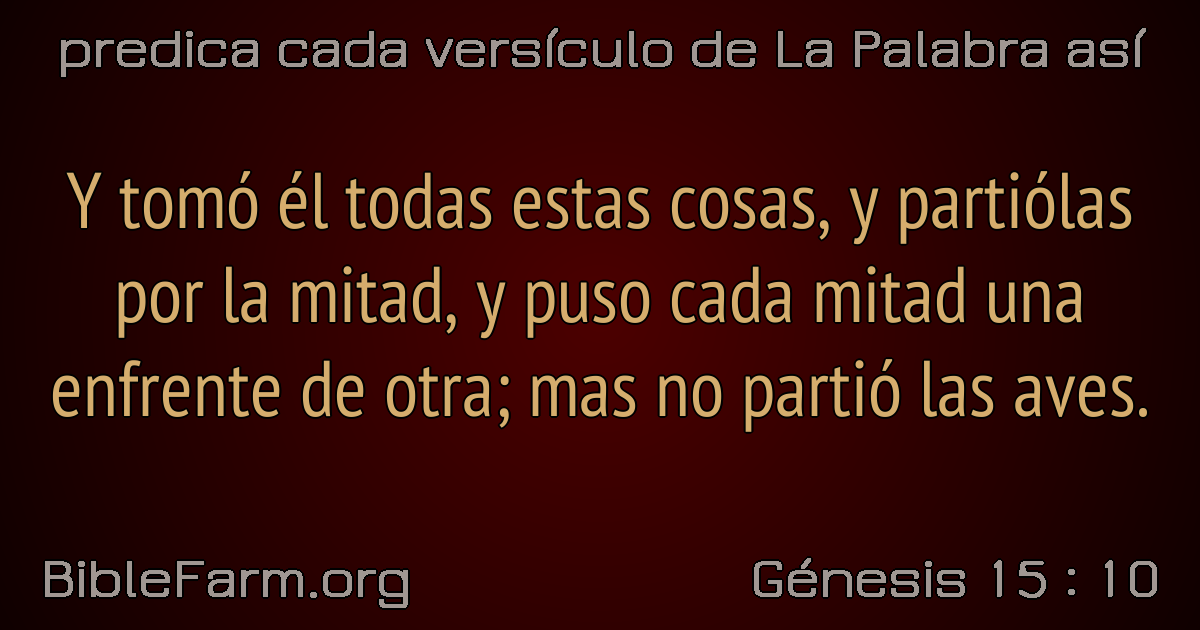 predica cada versículo de La Palabra así
Y tomó él todas estas cosas, y partiólas
por la mitad, y puso cada mitad una
enfrente de otra; mas no partió las aves.
BibleFarm.org
Génesis 15 : 10